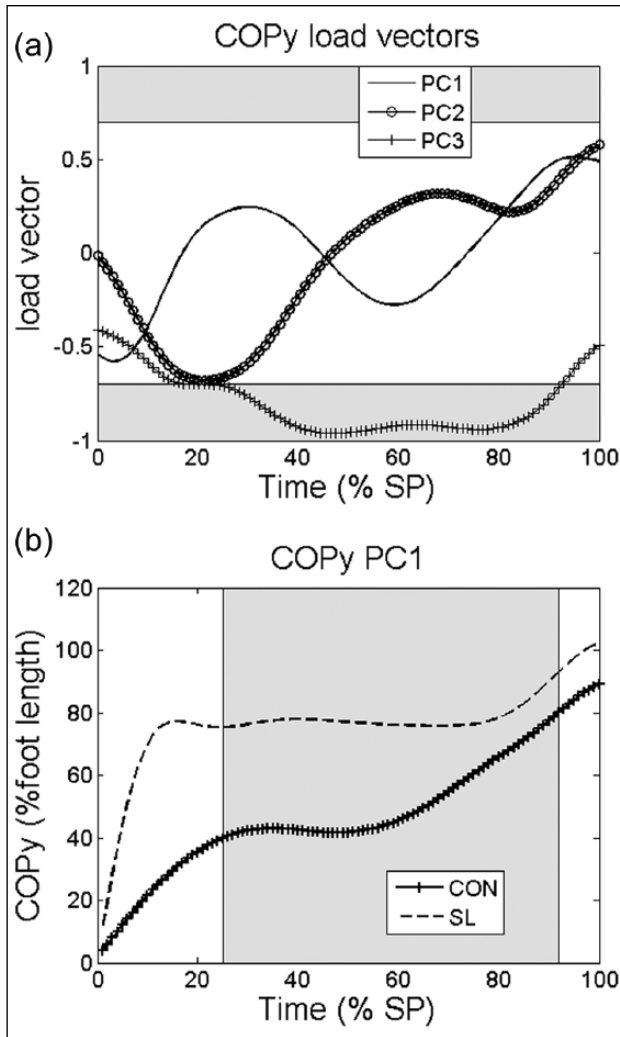 (a)
COPy load vectors
1
0.5
0
-0.5
-1
load vector
PC1
PC2
PC3
0 20 40 60 80 100
Time (% SP)
(b)
COPy PC1
120
100
80
60
40
20
0
COPy (%foot length)
CON
SL
0 20 40 60 80 100
Time (% SP)